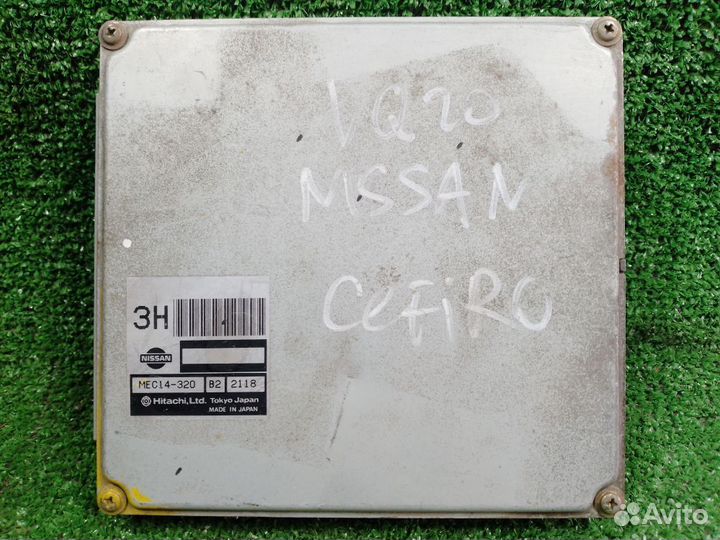 VQ20
NISSAN
CefiRO
3H
NISSAN
MEC14-320 B2 2118
Hitachi, Ltd. Tokyo Japan
MADE IN JAPAN
Avito